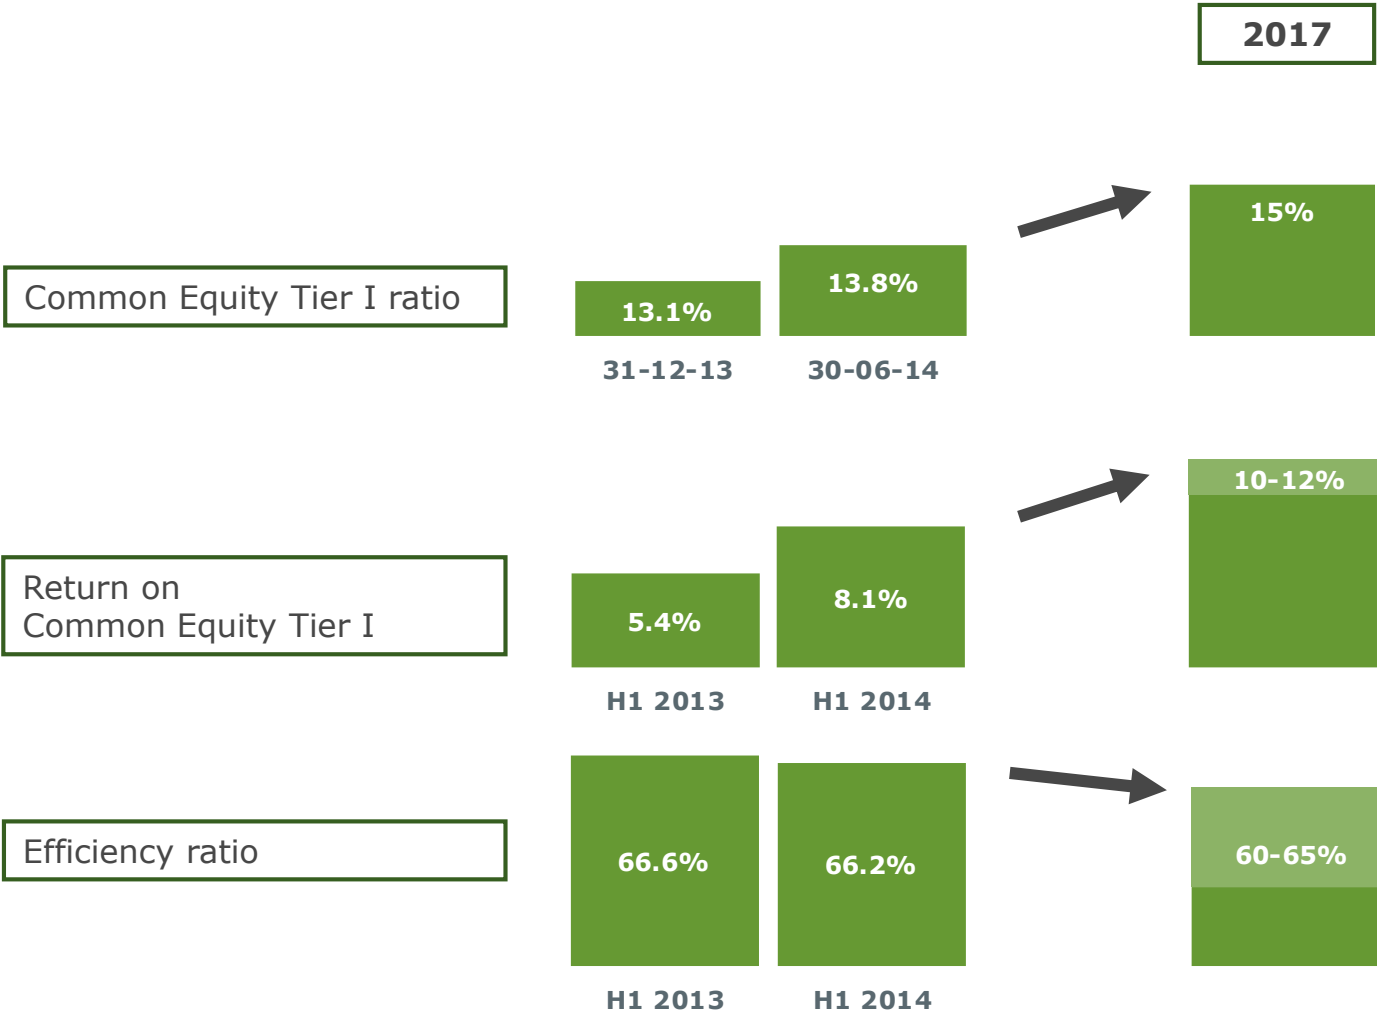 2017
15%
Common Equity Tier I ratio
13.1%
13.8%
31-12-13
30-06-14
10-12%
Return on
Common Equity Tier I
5.4%
8.1%
H1 2013
H1 2014
Efficiency ratio
66.6%
66.2%
60-65%
H1 2013
H1 2014